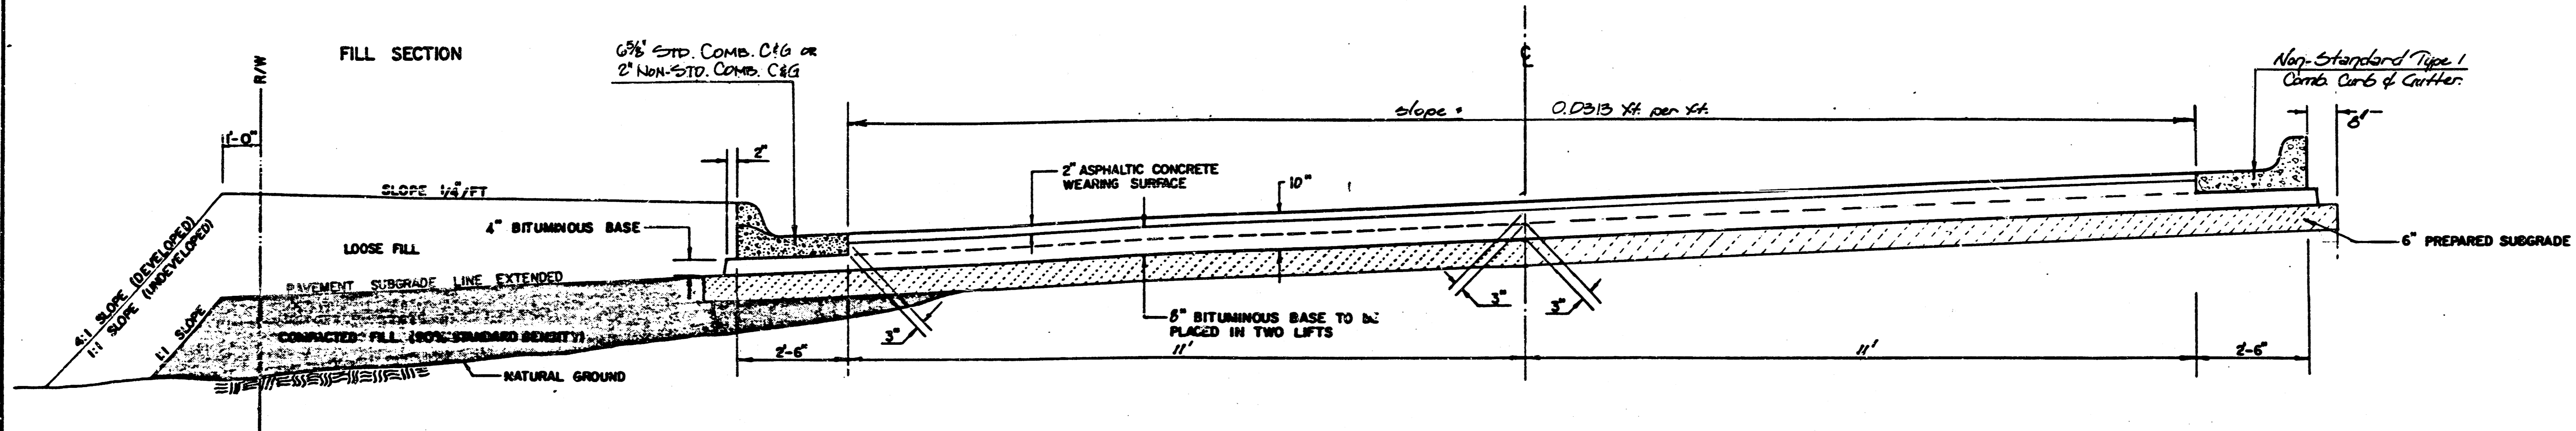 FILL SECTION
R/W
6⅝" STD. COMB. C&G OR
2" NON-STD. COMB. C&G
℄
Non-Standard Type 1
Comb. Curb & Gutter.
slope = 0.0313 ft. per ft.
1'-0"
2"
2" ASPHALTIC CONCRETE
WEARING SURFACE
10"
SLOPE 1/4"/FT
4" BITUMINOUS BASE
LOOSE FILL
4:1 SLOPE (DEVELOPED)
1:1 SLOPE (UNDEVELOPED)
1:1 SLOPE
PAVEMENT SUBGRADE LINE EXTENDED
COMPACTED FILL (90% STANDARD DENSITY)
NATURAL GROUND
6" PREPARED SUBGRADE
3"
3"
3"
8" BITUMINOUS BASE TO BE
PLACED IN TWO LIFTS
2'-6"
11'
11'
2'-6"